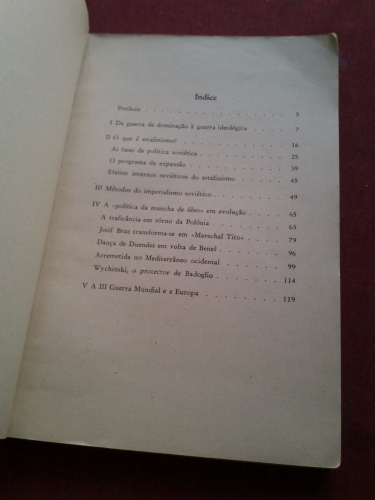 Índice
Prefácio 5
I Da guerra de dominação à guerra ideológica 7
II O que é estalinismo? 16
As fases da política soviética 25
O programa da expansão 39
Efeitos internos soviéticos do estalinismo 45
III Métodos do imperialismo soviético 49
IV A «política da mancha de óleo» em evolução 65
A traficância em tôrno da Polónia 65
Josif Braz transforma-se em «Marechal Tito» 79
Dança de Duendes em volta de Benel 96
Arremetida no Mediterrâneo ocidental 99
Wychinski, o protector de Badoglio 114
V A III Guerra Mundial e a Europa 119